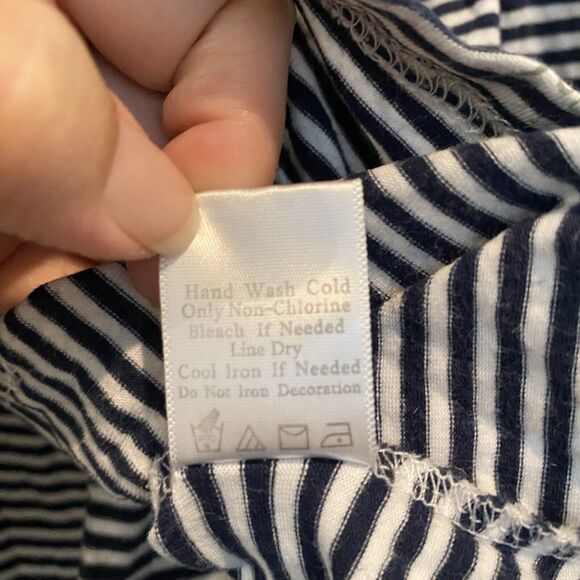 Hand Wash Cold
Only Non-Chlorine
Bleach If Needed
Line Dry
Cool Iron If Needed
Do Not Iron Decoration